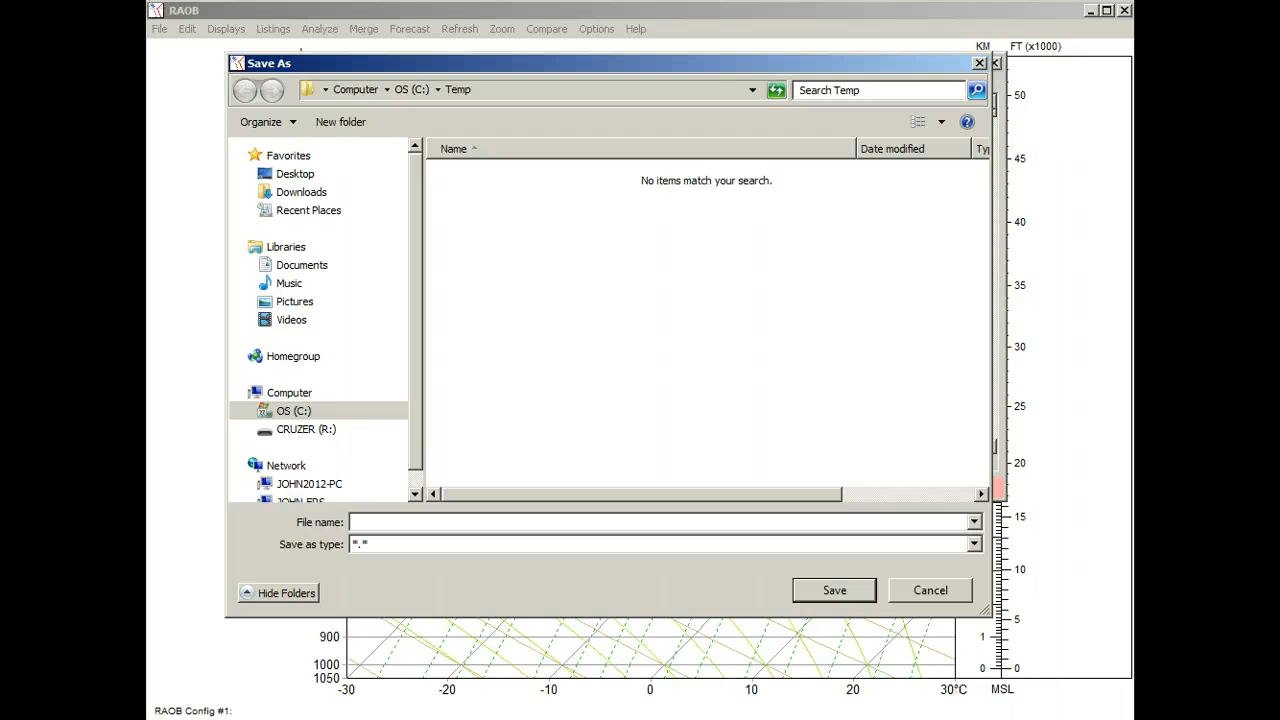 RAOB
File Edit Displays Listings Analyze Merge Forecast Refresh Zoom Compare Options Help
KM FT (x1000)
Save As
Computer OS (C:) Temp Search Temp
Organize New folder
Name Date modified
No items match your search.
Favorites
Desktop
Downloads
Recent Places
Libraries
Documents
Music
Pictures
Videos
Homegroup
Computer
OS (C:)
CRUZER (R:)
Network
JOHN2012-PC
File name:
Save as type: *.*
Hide Folders Save Cancel
50
45
40
35
30
25
20
15
10
5
1
0 0
900
1000
1050
-30 -20 -10 0 10 20 30°C MSL
RAOB Config #1: